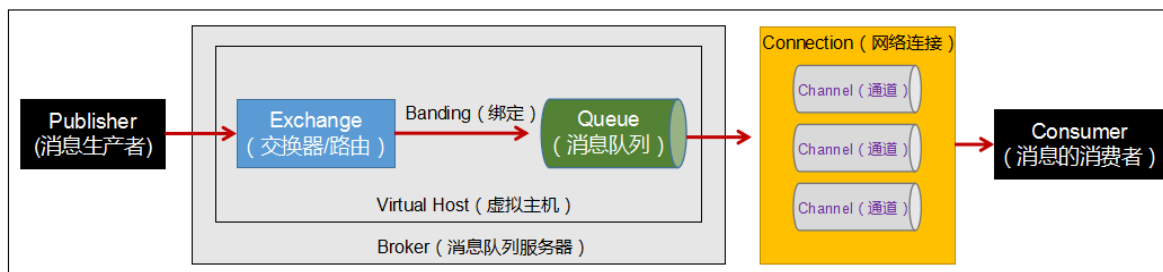 Publisher
(消息生产者)
Exchange
（交换器/路由）
Banding（绑定）
Queue
（消息队列）
Virtual Host（虚拟主机）
Broker（消息队列服务器）
Connection（网络连接）
Channel（通道）
Channel（通道）
Channel（通道）
Consumer
（消息的消费者）